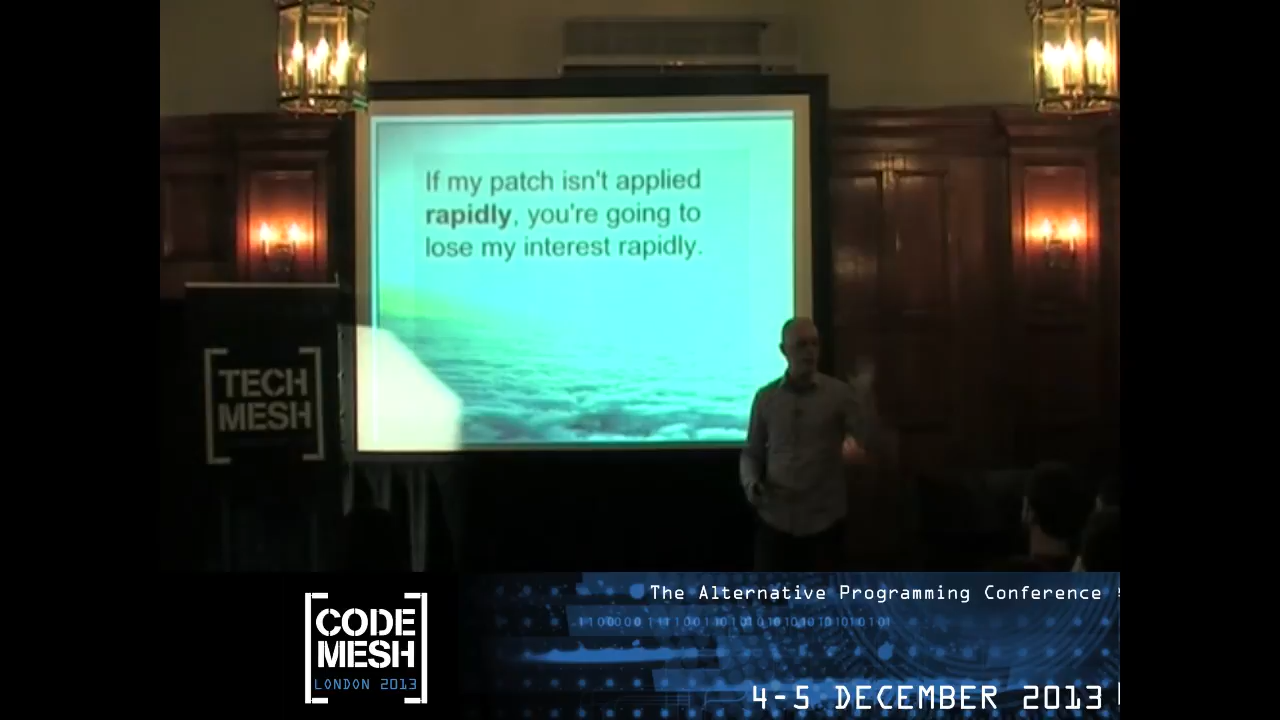 If my patch isn't applied
rapidly, you're going to
lose my interest rapidly.
TECH
MESH
CODE
MESH
LONDON 2013
The Alternative Programming Conference
4-5 DECEMBER 2013